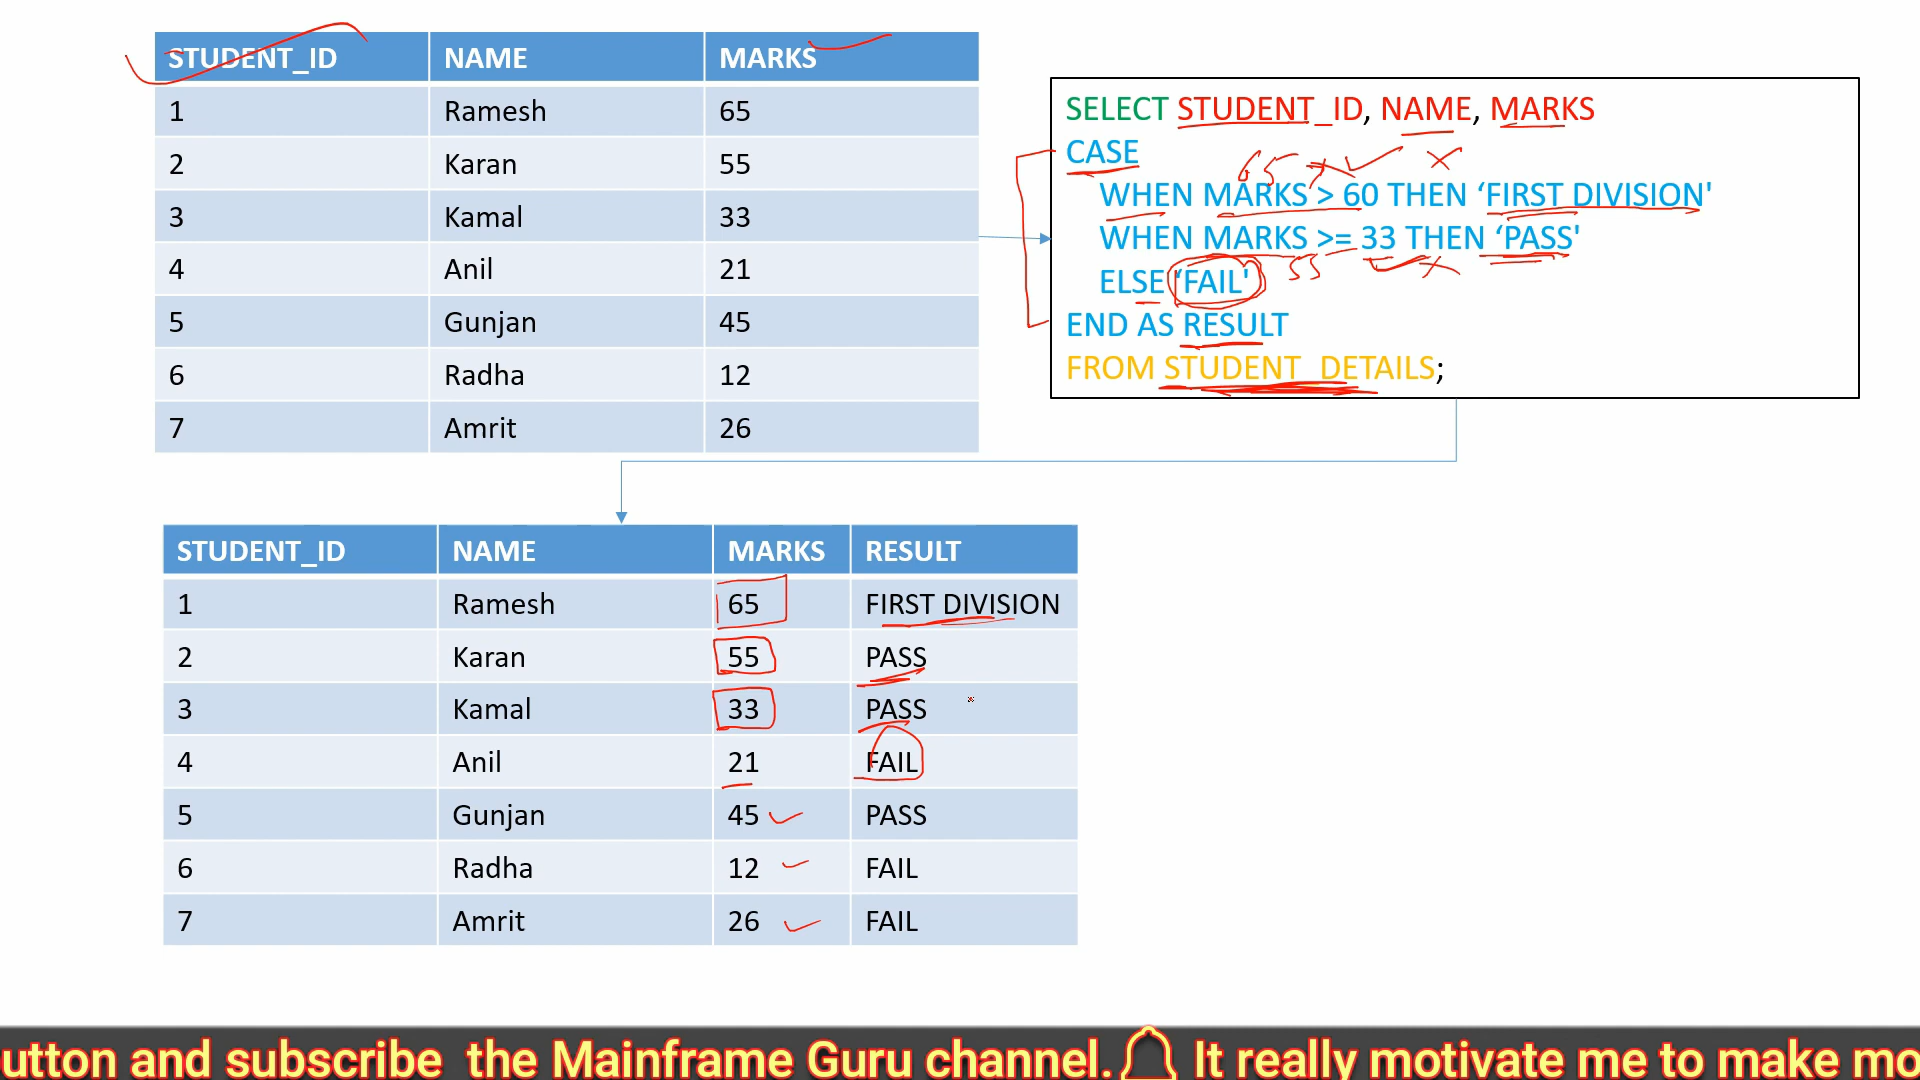 STUDENT_ID NAME MARKS
1 Ramesh 65
2 Karan 55
3 Kamal 33
4 Anil 21
5 Gunjan 45
6 Radha 12
7 Amrit 26
SELECT STUDENT_ID, NAME, MARKS
CASE
65
WHEN MARKS > 60 THEN ‘FIRST DIVISION'
WHEN MARKS >= 33 THEN ‘PASS'
ELSE ‘FAIL' 55
END AS RESULT
FROM STUDENT_DETAILS;
STUDENT_ID NAME MARKS RESULT
1 Ramesh 65 FIRST DIVISION
2 Karan 55 PASS
3 Kamal 33 PASS
4 Anil 21 FAIL
5 Gunjan 45 PASS
6 Radha 12 FAIL
7 Amrit 26 FAIL
utton and subscribe the Mainframe Guru channel. It really motivate me to make mo